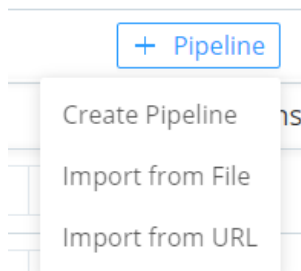 + Pipeline
Create Pipeline
Import from File
Import from URL